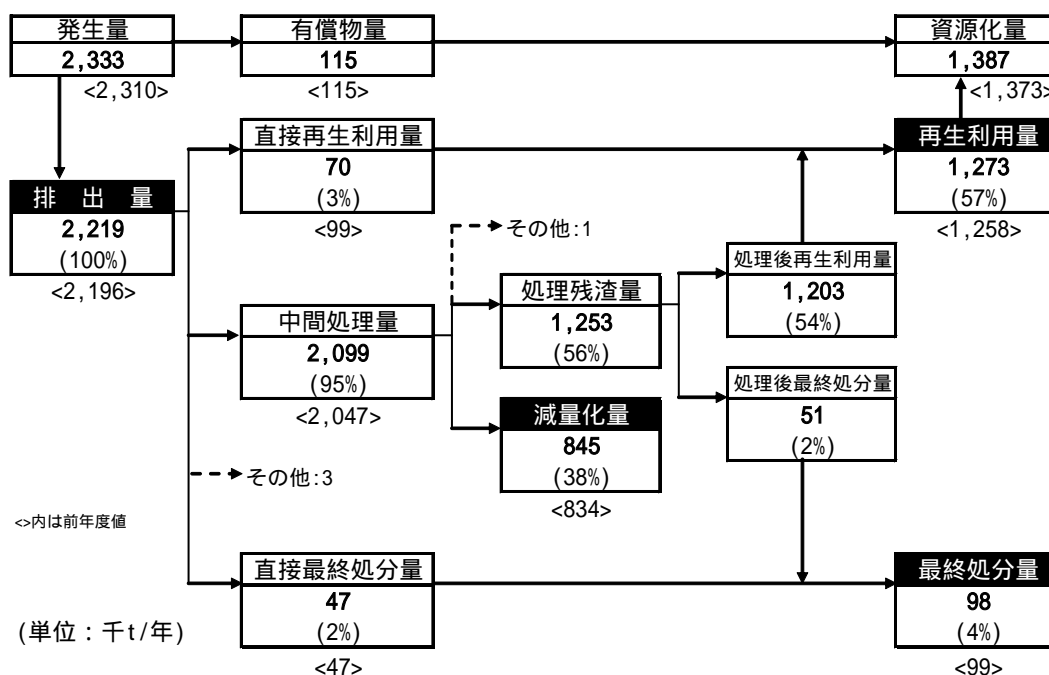 発生量
2,333
<2,310>
有償物量
115
<115>
資源化量
1,387
<1,373>
排 出 量
2,219
(100%)
<2,196>
直接再生利用量
70
(3%)
<99>
再生利用量
1,273
(57%)
<1,258>
その他:1
中間処理量
2,099
(95%)
<2,047>
処理残渣量
1,253
(56%)
処理後再生利用量
1,203
(54%)
減量化量
845
(38%)
<834>
処理後最終処分量
51
(2%)
その他:3
<>内は前年度値
直接最終処分量
47
(2%)
<47>
最終処分量
98
(4%)
<99>
(単位：千t/年)